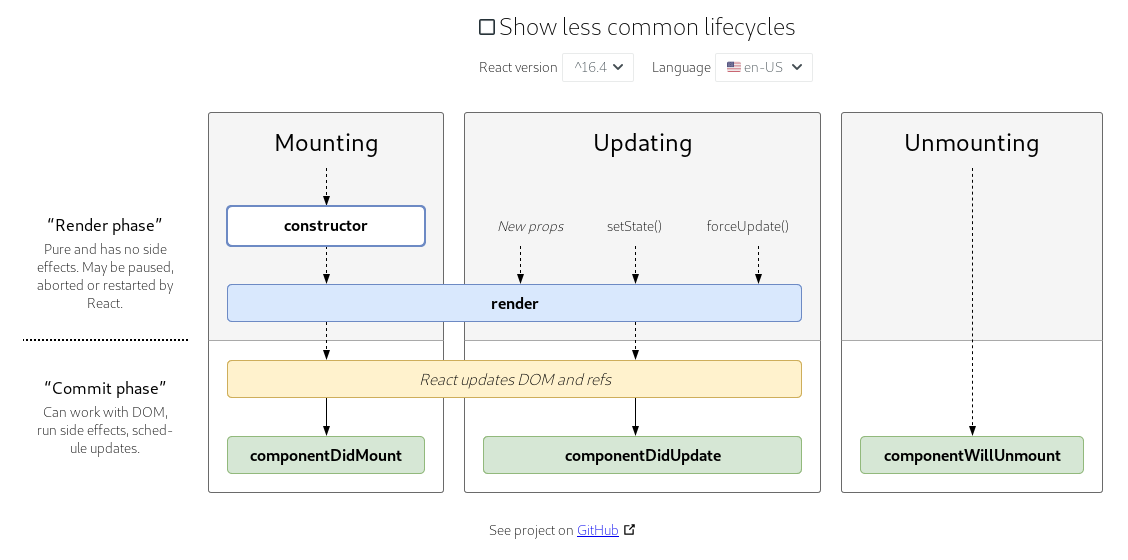 Show less common lifecycles
React version ^16.4 Language en-US
Mounting Updating Unmounting
"Render phase"
Pure and has no side
effects. May be paused,
aborted or restarted by
React.
constructor
New props setState() forceUpdate()
render
React updates DOM and refs
"Commit phase"
Can work with DOM,
run side effects, sched-
ule updates.
componentDidMount componentDidUpdate componentWillUnmount
See project on GitHub